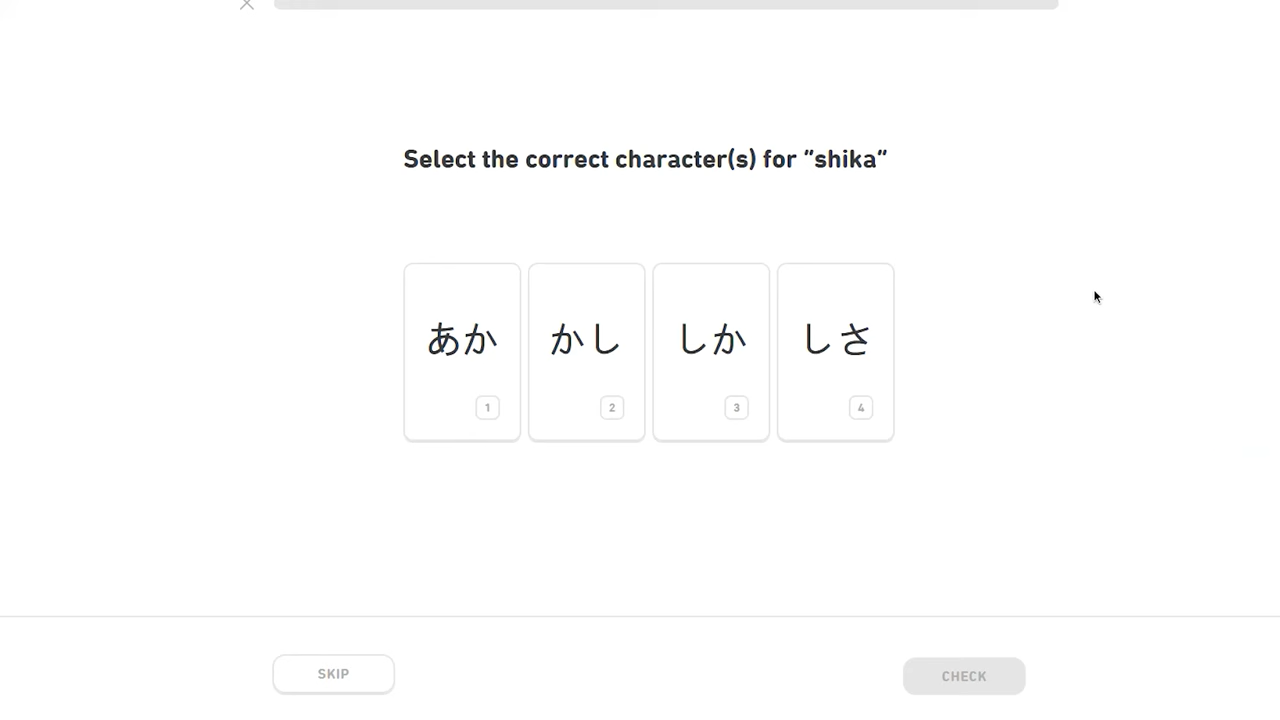 Select the correct character(s) for "shika"
あか
かし
しか
しさ
1
2
3
4
SKIP
CHECK